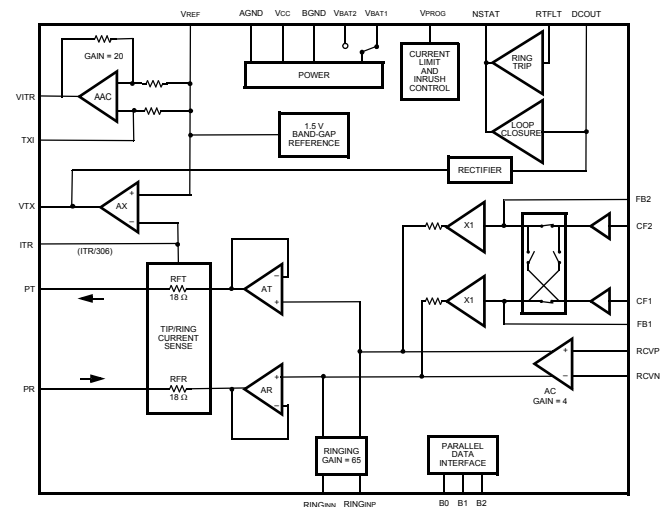 VREF
AGND VCC BGND VBAT2 VBAT1
VPROG
NSTAT RTFLT DCOUT
GAIN = 20
AAC
VITR
TXI
POWER
CURRENT
LIMIT
AND
INRUSH
CONTROL
RING
TRIP
LOOP
CLOSURE
1.5 V
BAND-GAP
REFERENCE
RECTIFIER
VTX
AX
+
–
ITR
(ITR/306)
FB2
X1
CF2
PT
RFT
18 Ω
AT
–
+
X1
CF1
FB1
TIP/RING
CURRENT
SENSE
RCVP
RCVN
+
–
AC
GAIN = 4
PR
RFR
18 Ω
AR
+
–
RINGING
GAIN = 65
PARALLEL
DATA
INTERFACE
RINGINN RINGINP
B0 B1 B2